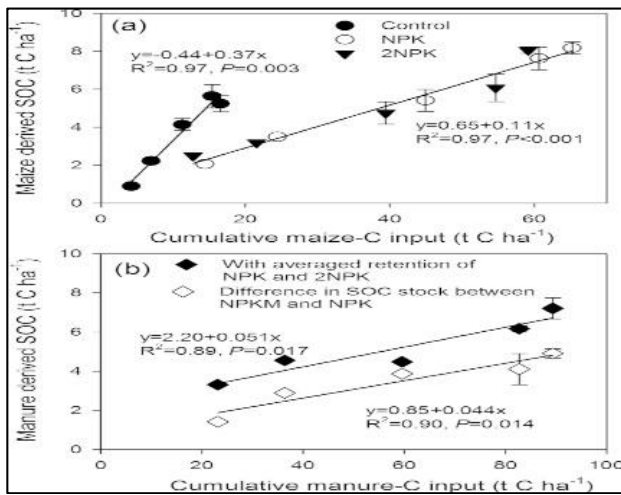 (a)
Control
NPK
2NPK
y=-0.44+0.37x
R²=0.97, P=0.003
y=0.65+0.11x
R²=0.97, P<0.001
Maize derived SOC (t C ha⁻¹)
10
8
6
4
2
0
0 20 40 60
Cumulative maize-C input (t C ha⁻¹)
(b)
With averaged retention of
NPK and 2NPK
Difference in SOC stock between
NPKM and NPK
y=2.20+0.051x
R²=0.89, P=0.017
y=0.85+0.044x
R²=0.90, P=0.014
Manure derived SOC (t C ha⁻¹)
10
8
6
4
2
0
0 20 40 60 80 100
Cumulative manure-C input (t C ha⁻¹)